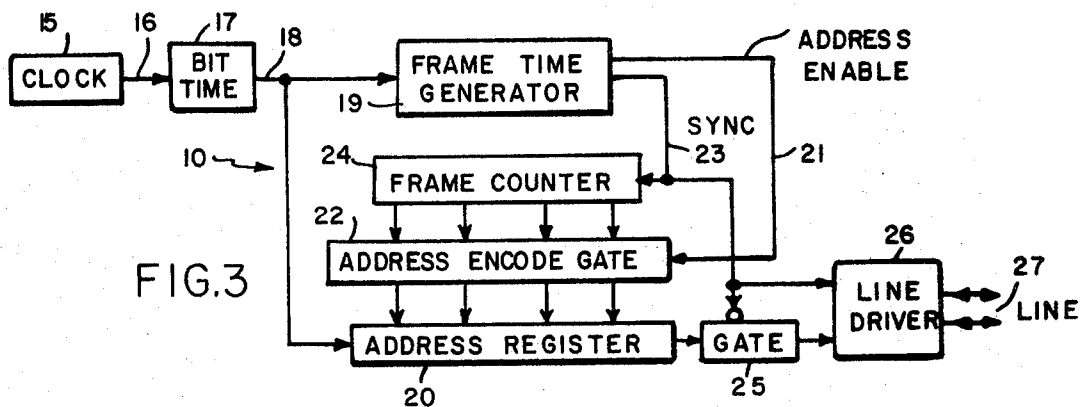 15
16
17
18
CLOCK
BIT
TIME
FRAME TIME
GENERATOR
19
ADDRESS
ENABLE
SYNC
23
21
10
24
FRAME COUNTER
22
ADDRESS ENCODE GATE
FIG.3
26
LINE
DRIVER
27
LINE
ADDRESS REGISTER
20
GATE
25